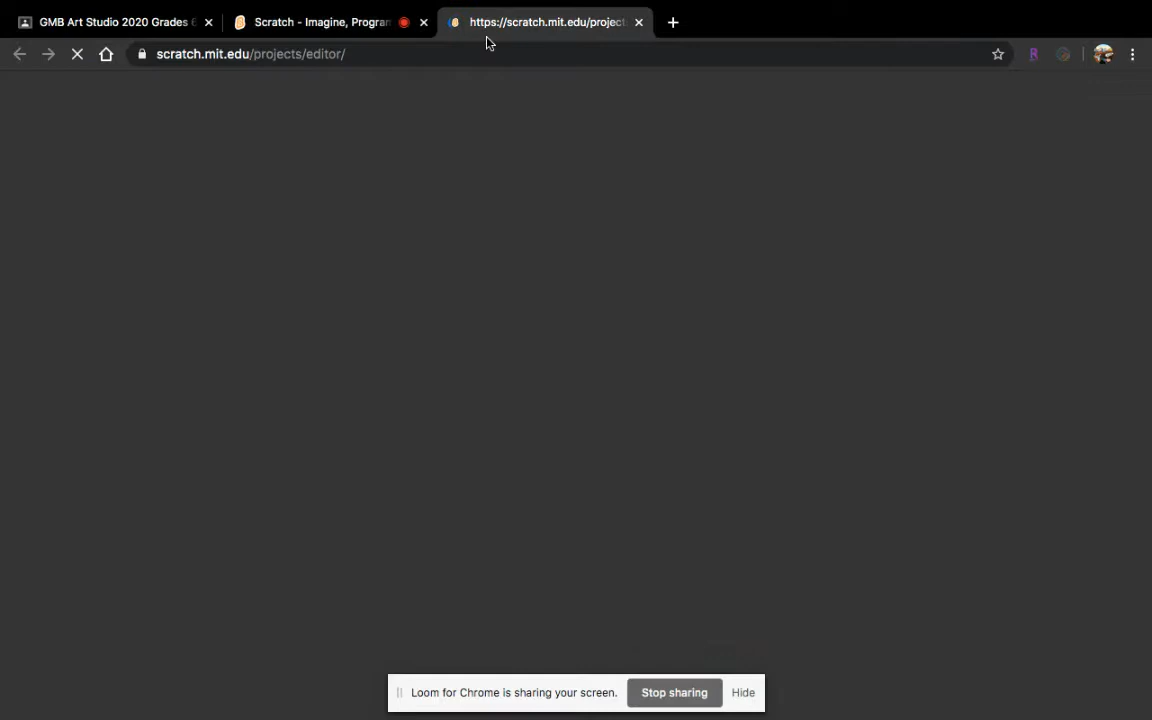 GMB Art Studio 2020 Grades 6
Scratch - Imagine, Program
https://scratch.mit.edu/project
scratch.mit.edu/projects/editor/
Loom for Chrome is sharing your screen.
Stop sharing
Hide